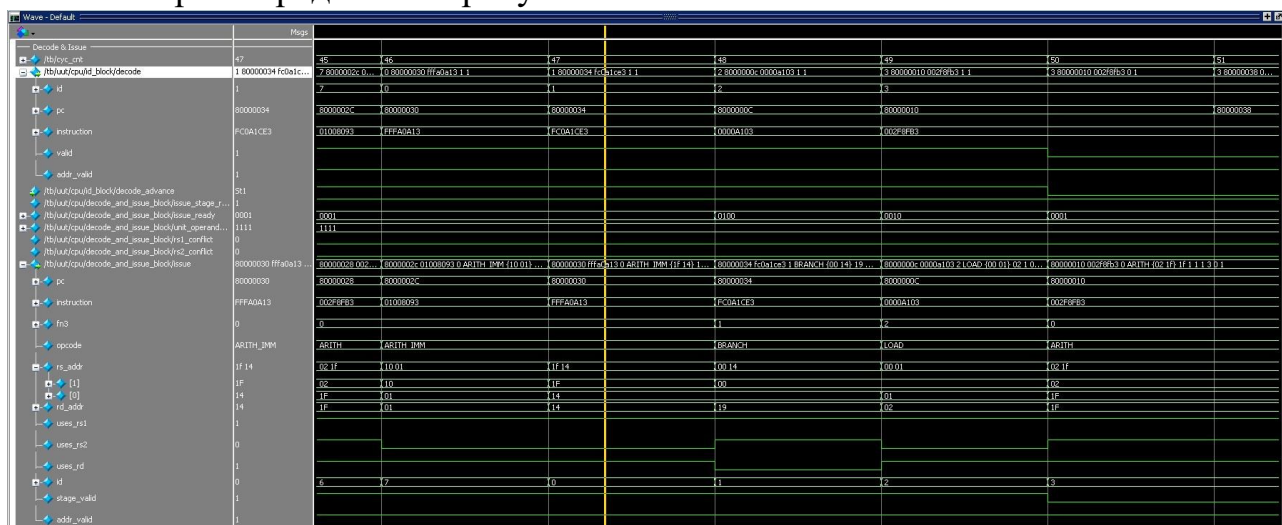 Wave - Default
Msgs
Decode & Issue
/tb/cyc_cnt 47 45 46 47 48 49 50 51
/tb/uut/cpu/id_block/decode 1 80000034 fc0a1c... 7 8000002c 0... 0 80000030 fffa0a13 1 1 1 80000034 fc0a1ce3 1 1 2 8000000c 0000a103 1 1 3 80000010 002f8fb3 1 1 3 80000010 002f8fb3 0 1 3 80000038 0...
id 1 7 0 1 2 3
pc 80000034 8000002C 80000030 80000034 8000000C 80000010 80000038
instruction FC0A1CE3 01008093 FFFA0A13 FC0A1CE3 0000A103 002F8FB3
valid 1
addr_valid 1
/tb/uut/cpu/id_block/decode_advance St1
/tb/uut/cpu/decode_and_issue_block/issue_stage_r... 1
/tb/uut/cpu/decode_and_issue_block/issue_ready 0001 0001 0100 0010 0001
/tb/uut/cpu/decode_and_issue_block/unit_operand... 1111 1111
/tb/uut/cpu/decode_and_issue_block/rs1_conflict 0
/tb/uut/cpu/decode_and_issue_block/rs2_conflict 0
/tb/uut/cpu/decode_and_issue_block/issue 80000030 fffa0a13 ... 80000028 002... 8000002c 01008093 0 ARITH_IMM {10 01} ... 80000030 fffa0a13 0 ARITH_IMM {1f 14} 1... 80000034 fc0a1ce3 1 BRANCH {00 14} 19 ... 8000000c 0000a103 2 LOAD {00 01} 02 1 0... 80000010 002f8fb3 0 ARITH {02 1f} 1f 1 1 1 3 0 1
pc 80000030 80000028 8000002C 80000030 80000034 8000000C 80000010
instruction FFFA0A13 002F8FB3 01008093 FFFA0A13 FC0A1CE3 0000A103 002F8FB3
fn3 0 0 1 2 0
opcode ARITH_IMM ARITH ARITH_IMM BRANCH LOAD ARITH
rs_addr 1f 14 02 1f 10 01 1f 14 00 14 00 01 02 1f
[1] 1F 02 10 1F 00 02
[0] 14 1F 01 14 01 1F
rd_addr 14 1F 01 14 19 02 1F
uses_rs1 1
uses_rs2 0
uses_rd 1
id 0 6 7 0 1 2 3
stage_valid 1
addr_valid 1